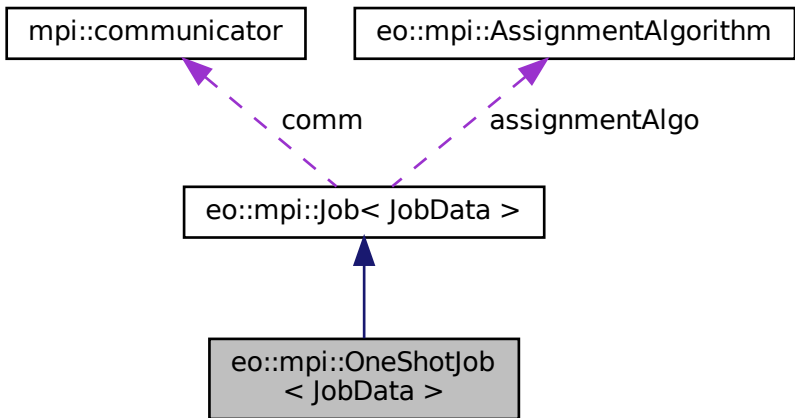 mpi::communicator
eo::mpi::AssignmentAlgorithm
comm
assignmentAlgo
eo::mpi::Job< JobData >
eo::mpi::OneShotJob
< JobData >